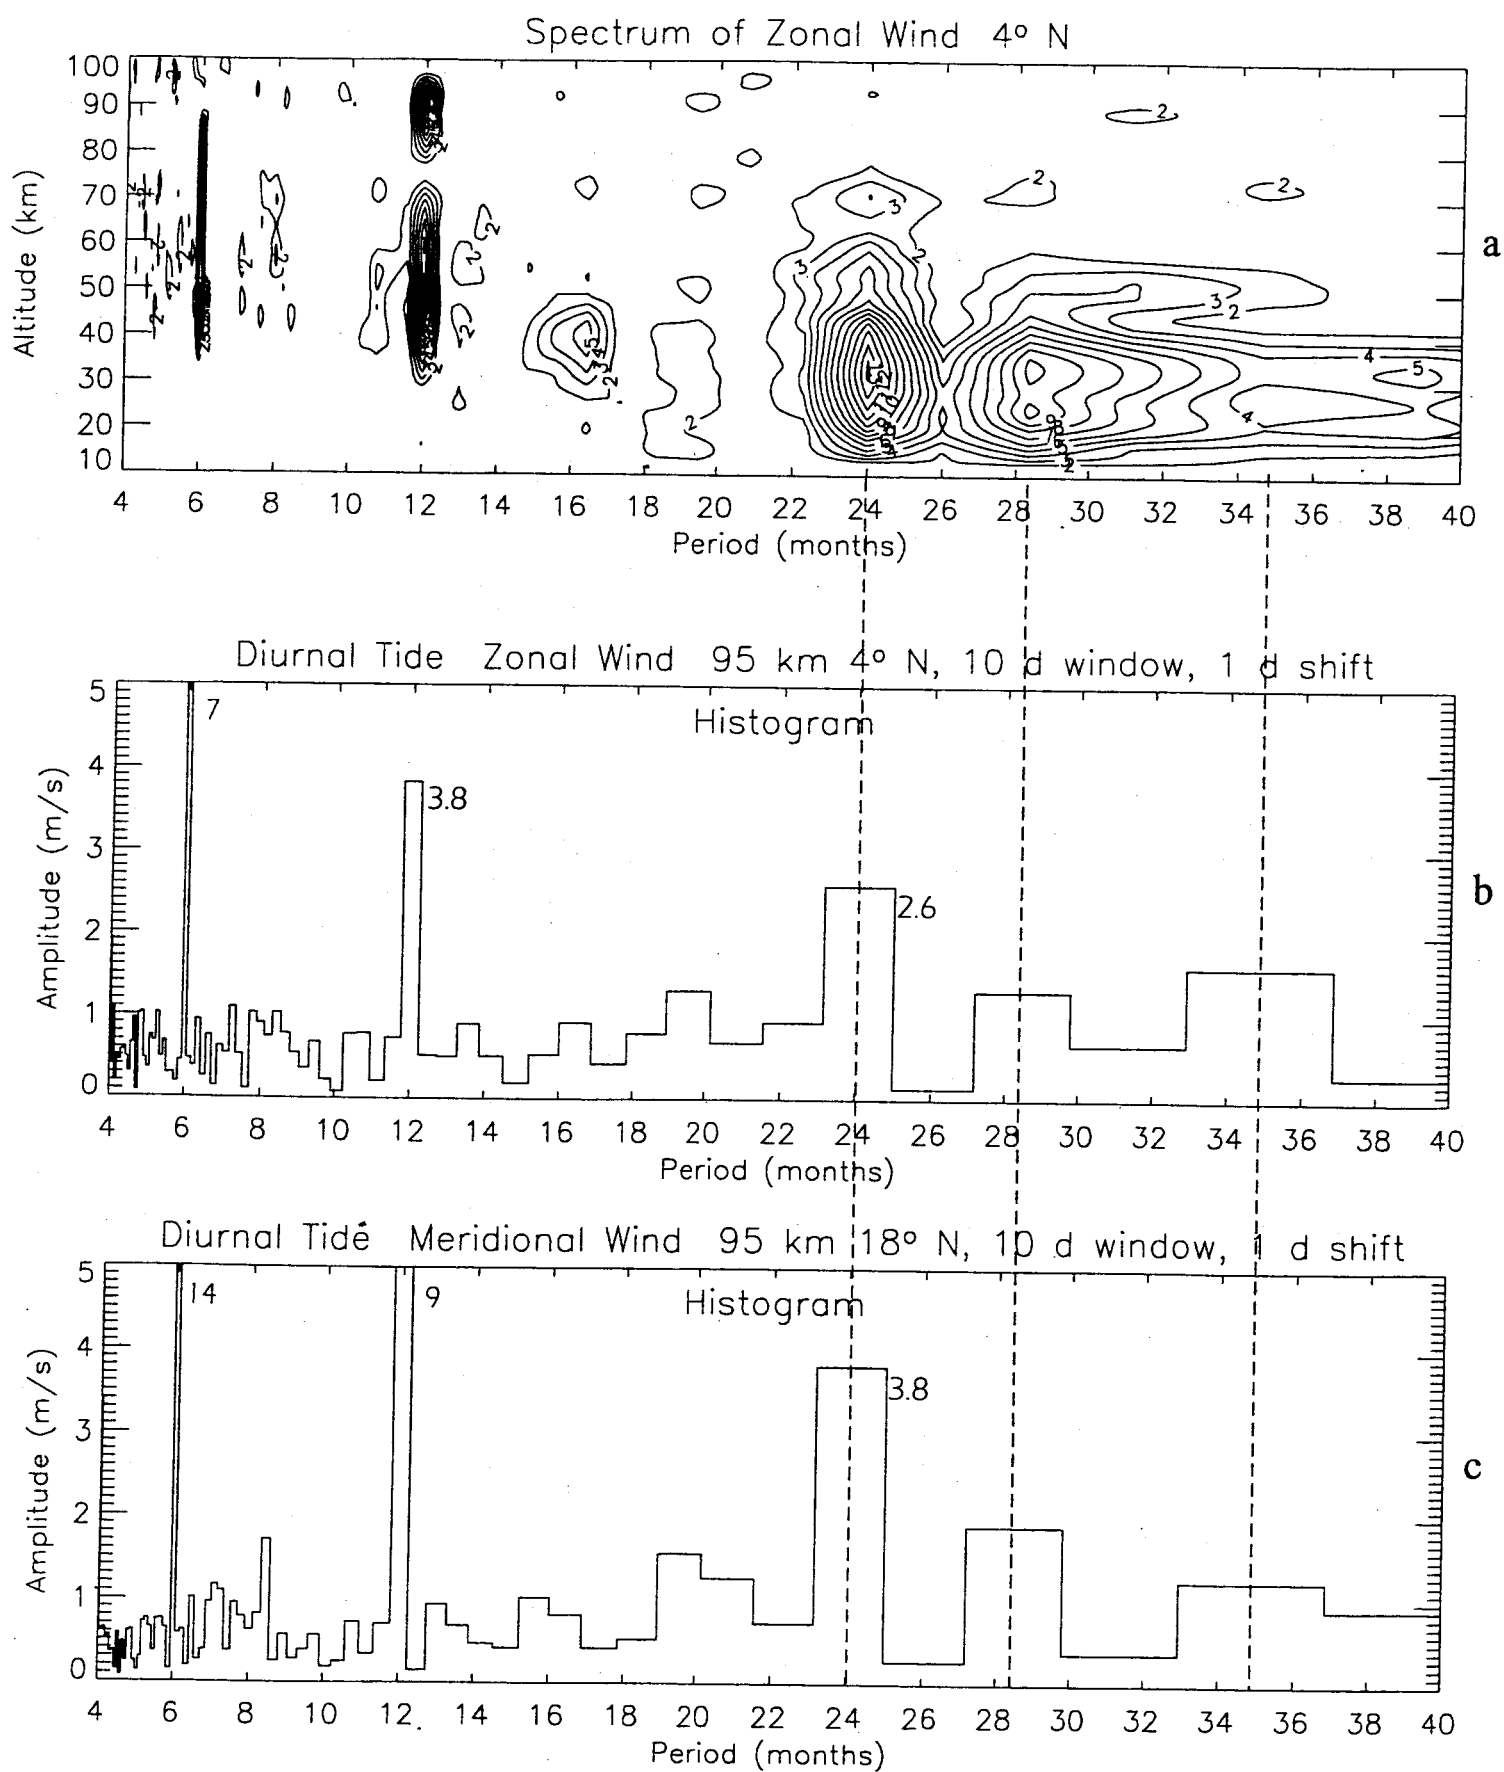 Spectrum of Zonal Wind 4° N
100
90
80
70
60
50
40
30
20
10
Altitude (km)
a
4 6 8 10 12 14 16 18 20 22 24 26 28 30 32 34 36 38 40
Period (months)
Diurnal Tide Zonal Wind 95 km 4° N, 10 d window, 1 d shift
Histogram
5
4
3
2
1
0
Amplitude (m/s)
7
3.8
2.6
b
4 6 8 10 12 14 16 18 20 22 24 26 28 30 32 34 36 38 40
Period (months)
Diurnal Tide Meridional Wind 95 km 18° N, 10 d window, 1 d shift
Histogram
5
4
3
2
1
0
Amplitude (m/s)
14
9
3.8
c
4 6 8 10 12 14 16 18 20 22 24 26 28 30 32 34 36 38 40
Period (months)